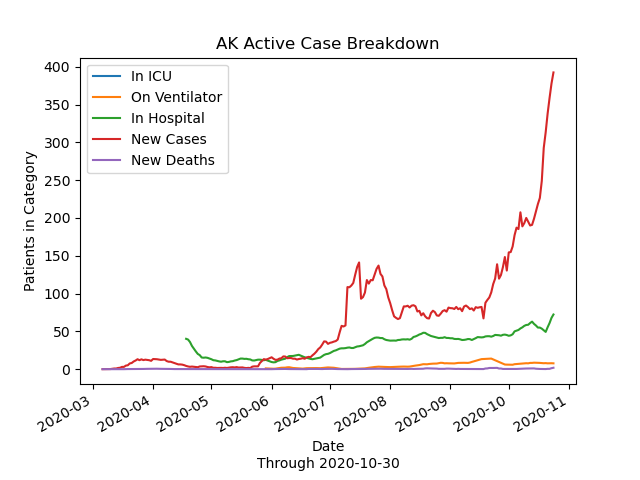 AK Active Case Breakdown
In ICU
On Ventilator
In Hospital
New Cases
New Deaths
Patients in Category
400
350
300
250
200
150
100
50
0
2020-03
2020-04
2020-05
2020-06
2020-07
2020-08
2020-09
2020-10
2020-11
Date
Through 2020-10-30